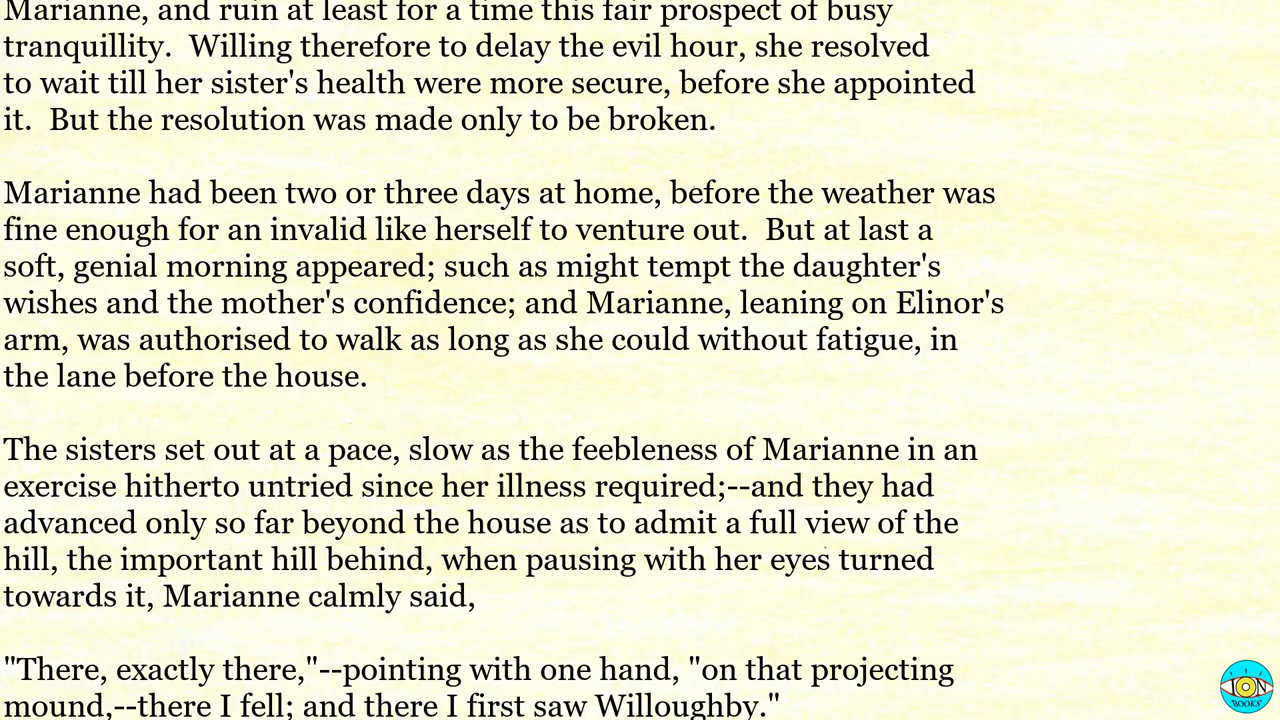 Marianne, and ruin at least for a time this fair prospect of busy
tranquillity.  Willing therefore to delay the evil hour, she resolved
to wait till her sister's health were more secure, before she appointed
it.  But the resolution was made only to be broken.

Marianne had been two or three days at home, before the weather was
fine enough for an invalid like herself to venture out.  But at last a
soft, genial morning appeared; such as might tempt the daughter's
wishes and the mother's confidence; and Marianne, leaning on Elinor's
arm, was authorised to walk as long as she could without fatigue, in
the lane before the house.

The sisters set out at a pace, slow as the feebleness of Marianne in an
exercise hitherto untried since her illness required;--and they had
advanced only so far beyond the house as to admit a full view of the
hill, the important hill behind, when pausing with her eyes turned
towards it, Marianne calmly said,

"There, exactly there,"--pointing with one hand, "on that projecting
mound,--there I fell; and there I first saw Willoughby."
ION
BOOKS